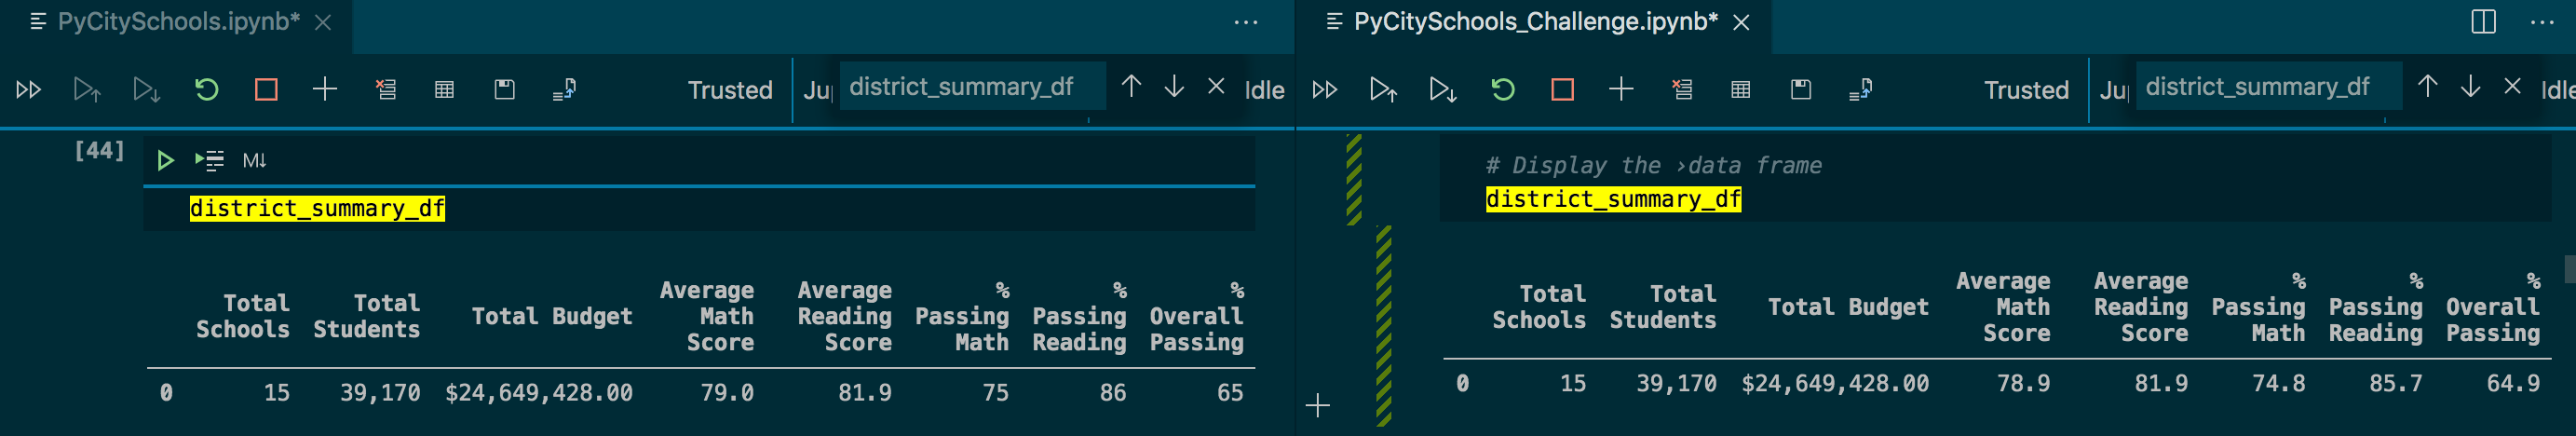 PyCitySchools.ipynb*
Trusted
district_summary_df
Idle
[44]
M↓
district_summary_df
Total Schools Total Students Total Budget Average Math Score Average Reading Score % Passing Math % Passing Reading % Overall Passing
0 15 39,170 $24,649,428.00 79.0 81.9 75 86 65
PyCitySchools_Challenge.ipynb*
Trusted
district_summary_df
# Display the >data frame
district_summary_df
Total Schools Total Students Total Budget Average Math Score Average Reading Score % Passing Math % Passing Reading % Overall Passing
0 15 39,170 $24,649,428.00 78.9 81.9 74.8 85.7 64.9